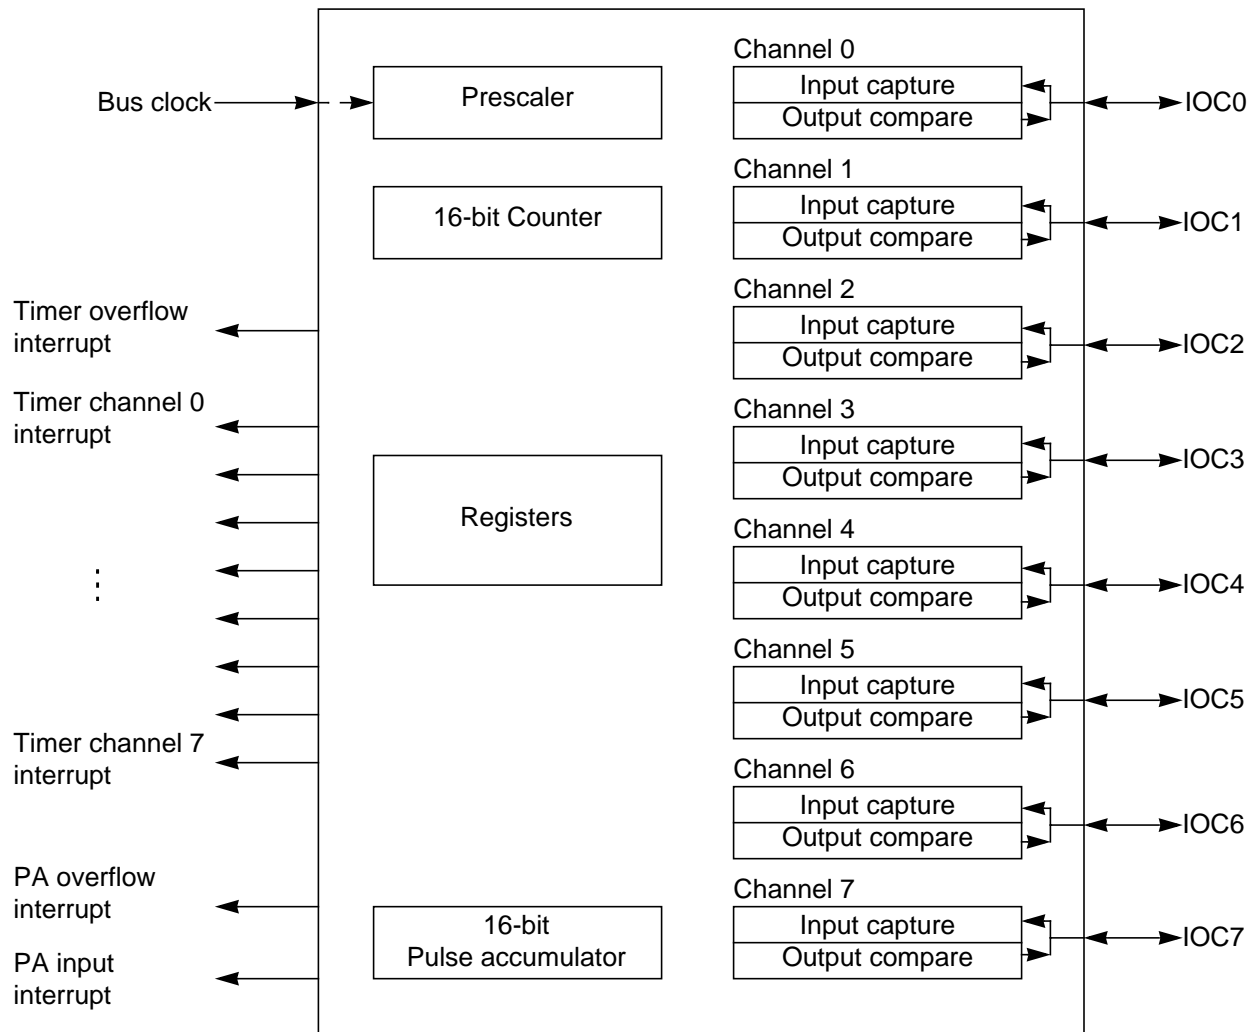 Channel 0
Bus clock
Prescaler
Input capture
Output compare
IOC0
Channel 1
16-bit Counter
Input capture
Output compare
IOC1
Timer overflow
interrupt
Channel 2
Input capture
Output compare
IOC2
Timer channel 0
interrupt
Channel 3
Input capture
Output compare
IOC3
Registers
Channel 4
Input capture
Output compare
IOC4
Channel 5
Input capture
Output compare
IOC5
Timer channel 7
interrupt
Channel 6
Input capture
Output compare
IOC6
PA overflow
interrupt
Channel 7
16-bit
Pulse accumulator
Input capture
Output compare
IOC7
PA input
interrupt